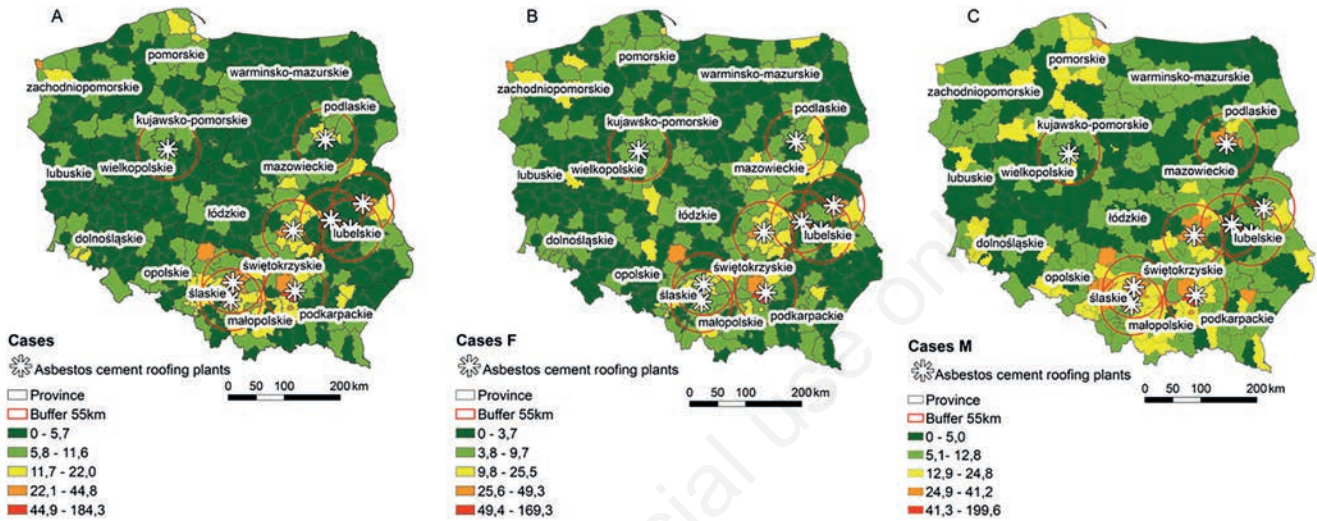 A
pomorskie
warminsko-mazurskie
zachodniopomorskie
podlaskie
kujawsko-pomorskie
mazowieckie
wielkopolskie
lubuskie
łódzkie
lubelskie
dolnośląskie
opolskie
świętokrzyskie
śląskie
małopolskie
podkarpackie
Cases
Asbestos cement roofing plants
Province
Buffer 55km
0 50 100 200 km
0 - 5,7
5,8 - 11,6
11,7 - 22,0
22,1 - 44,8
44,9 - 184,3
B
pomorskie
warminsko-mazurskie
zachodniopomorskie
podlaskie
kujawsko-pomorskie
mazowieckie
wielkopolskie
lubuskie
łódzkie
lubelskie
dolnośląskie
opolskie
świętokrzyskie
śląskie
małopolskie
podkarpackie
Cases F
Asbestos cement roofing plants
Province
Buffer 55km
0 50 100 200 km
0 - 3,7
3,8 - 9,7
9,8 - 25,5
25,6 - 49,3
49,4 - 169,3
C
pomorskie
warminsko-mazurskie
zachodniopomorskie
podlaskie
kujawsko-pomorskie
mazowieckie
wielkopolskie
lubuskie
łódzkie
lubelskie
dolnośląskie
opolskie
świętokrzyskie
śląskie
małopolskie
podkarpackie
Cases M
Asbestos cement roofing plants
Province
Buffer 55km
0 50 100 200 km
0 - 5,0
5,1- 12,8
12,9 - 24,8
24,9 - 41,2
41,3 - 199,6